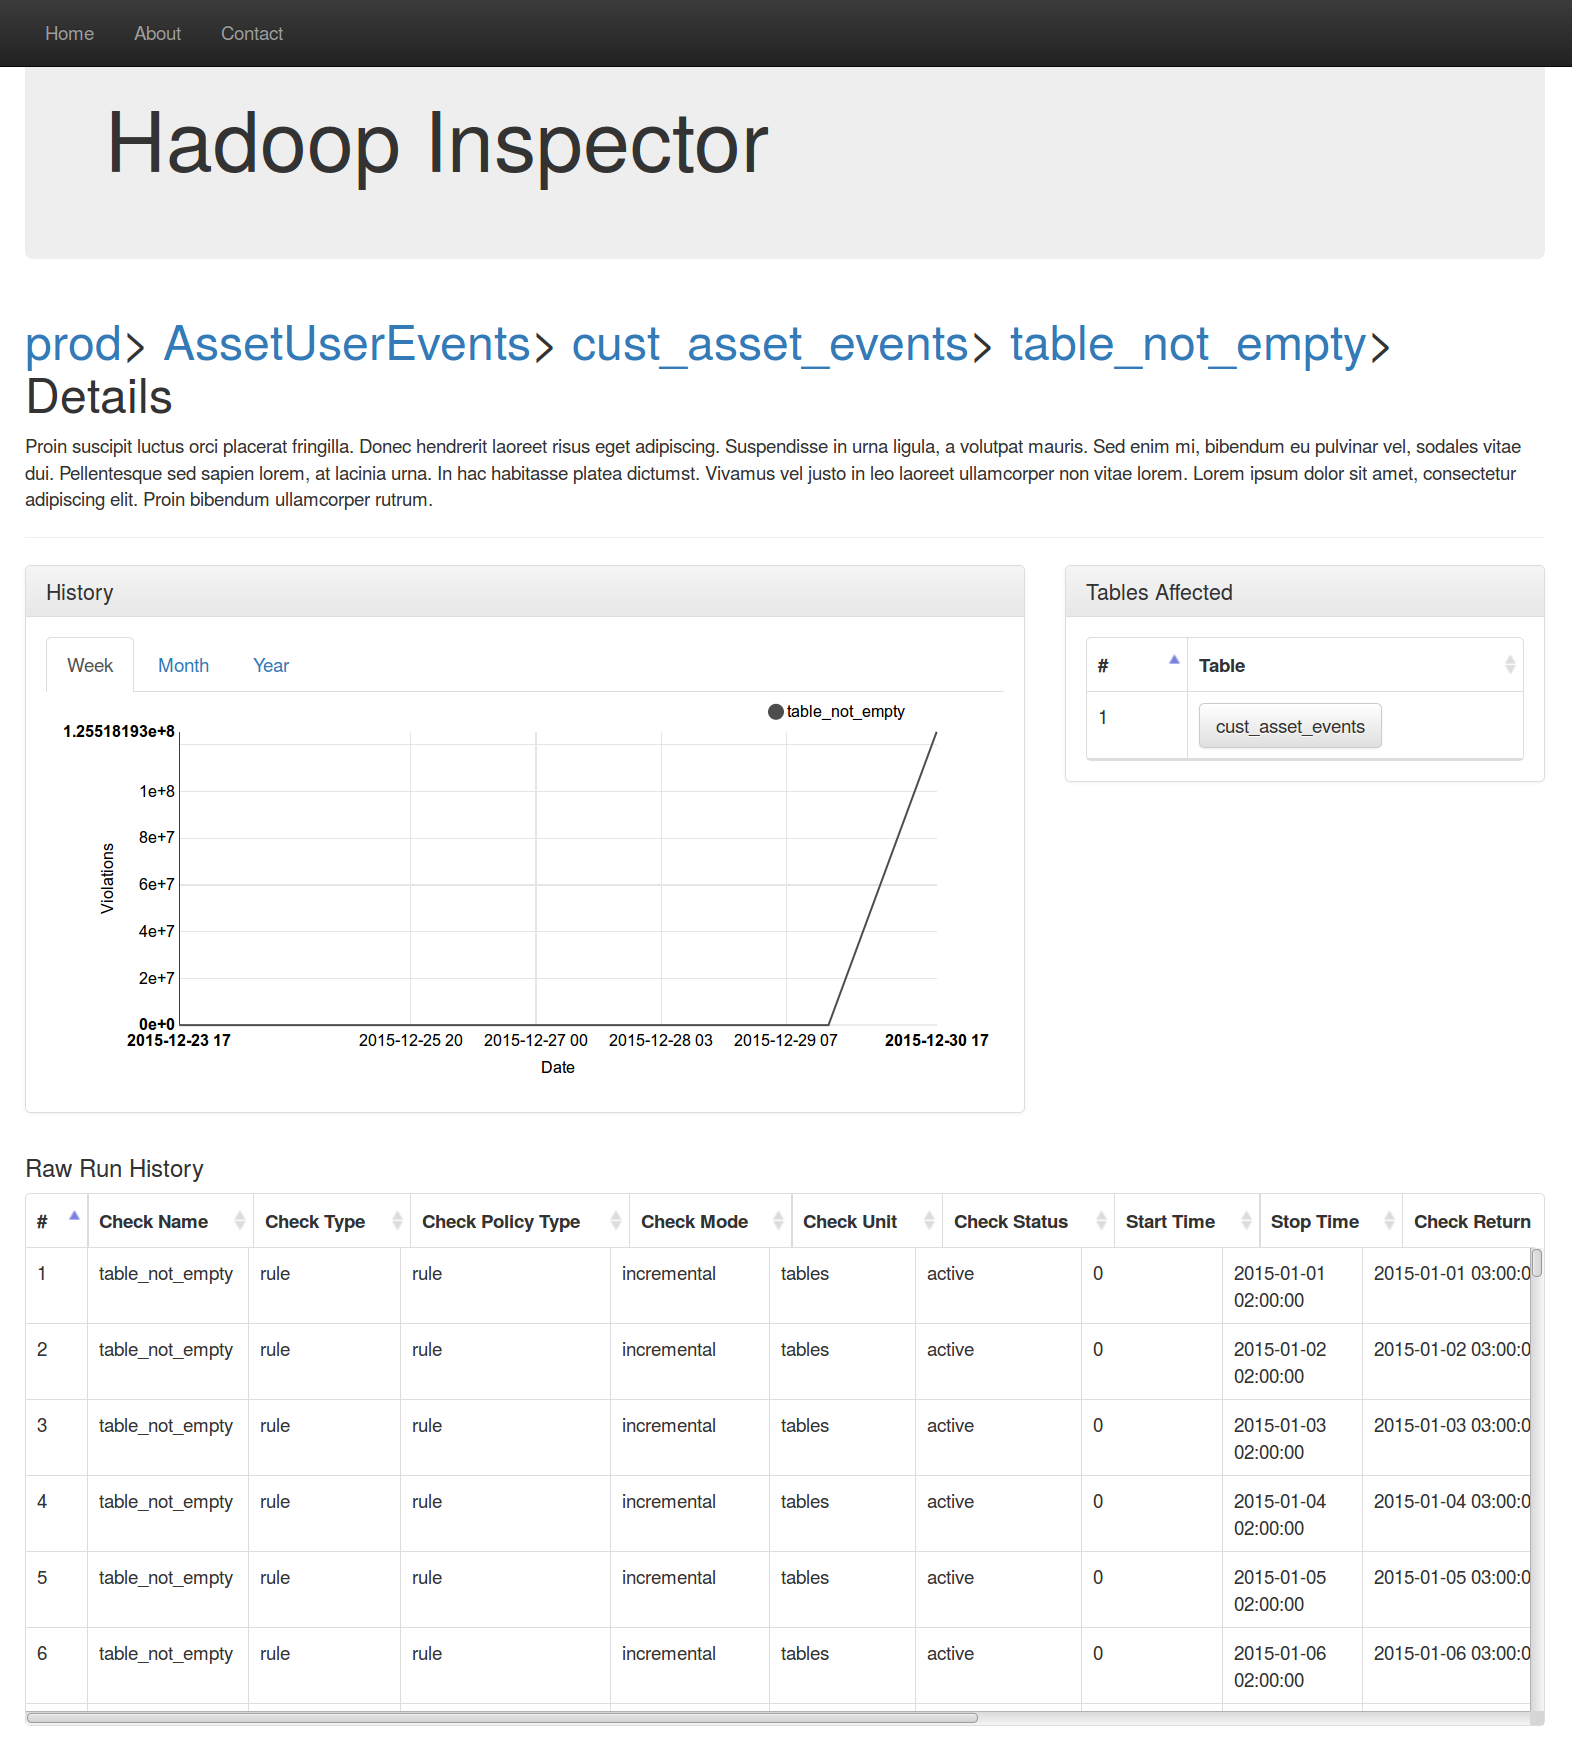 Home About Contact
Hadoop Inspector
prod> AssetUserEvents> cust_asset_events> table_not_empty>
Details
Proin suscipit luctus orci placerat fringilla. Donec hendrerit laoreet risus eget adipiscing. Suspendisse in urna ligula, a volutpat mauris. Sed enim mi, bibendum eu pulvinar vel, sodales vitae
dui. Pellentesque sed sapien lorem, at lacinia urna. In hac habitasse platea dictumst. Vivamus vel justo in leo laoreet ullamcorper non vitae lorem. Lorem ipsum dolor sit amet, consectetur
adipiscing elit. Proin bibendum ullamcorper rutrum.
History
Week Month Year
table_not_empty
1.25518193e+8
1e+8
8e+7
6e+7
4e+7
2e+7
0e+0
Violations
2015-12-23 17 2015-12-25 20 2015-12-27 00 2015-12-28 03 2015-12-29 07 2015-12-30 17
Date
Tables Affected
# Table
1 cust_asset_events
Raw Run History
# Check Name Check Type Check Policy Type Check Mode Check Unit Check Status Start Time Stop Time Check Return
1 table_not_empty rule rule incremental tables active 0 2015-01-01 2015-01-01 03:00:0
02:00:00
2 table_not_empty rule rule incremental tables active 0 2015-01-02 2015-01-02 03:00:0
02:00:00
3 table_not_empty rule rule incremental tables active 0 2015-01-03 2015-01-03 03:00:0
02:00:00
4 table_not_empty rule rule incremental tables active 0 2015-01-04 2015-01-04 03:00:0
02:00:00
5 table_not_empty rule rule incremental tables active 0 2015-01-05 2015-01-05 03:00:0
02:00:00
6 table_not_empty rule rule incremental tables active 0 2015-01-06 2015-01-06 03:00:0
02:00:00